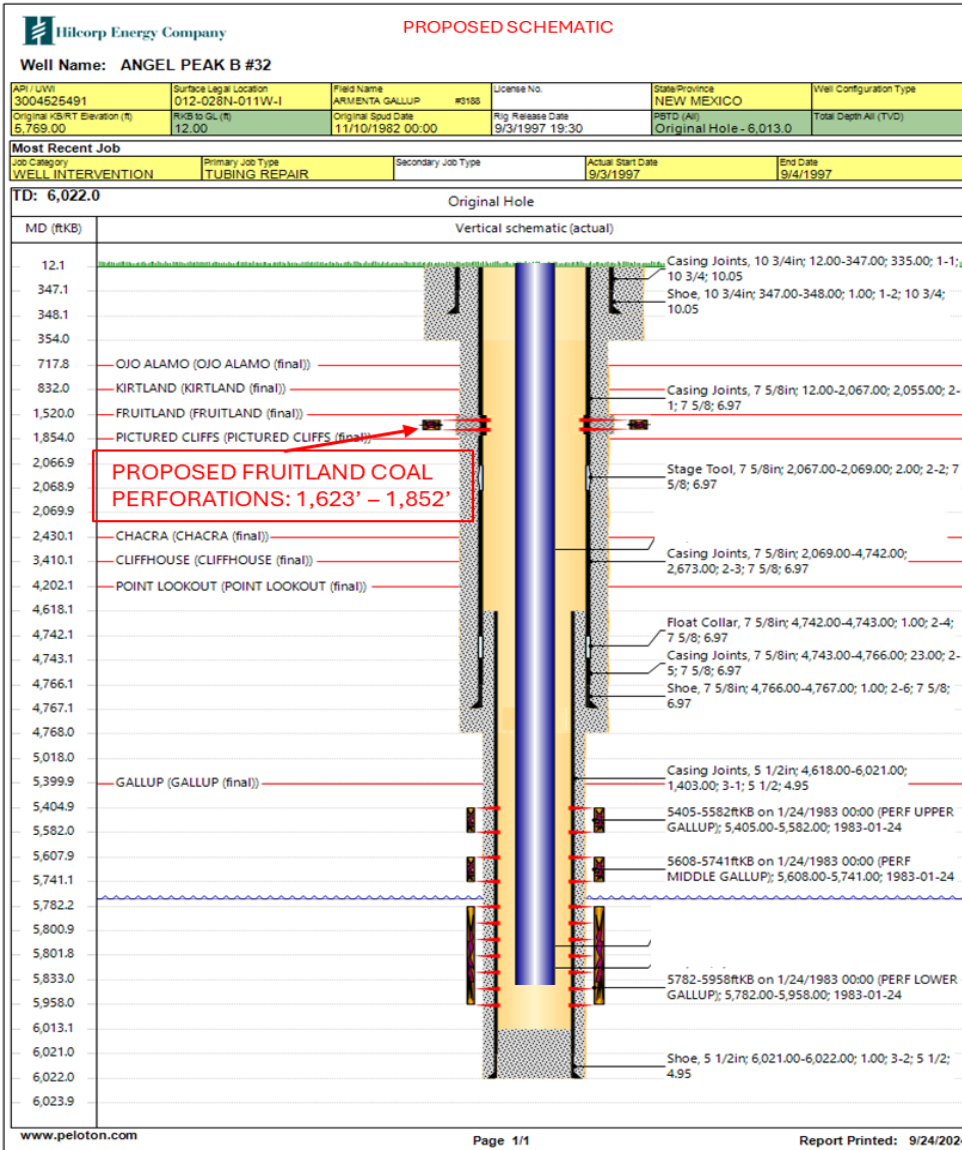 Hilcorp Energy Company
PROPOSED SCHEMATIC
Well Name: ANGEL PEAK B #32
API / UWI
3004525491
Surface Legal Location
012-028N-011W-I
Field Name
ARMENTA GALLUP #3188
License No.
State/Province
NEW MEXICO
Well Configuration Type
Original KB/RT Elevation (ft)
5,769.00
RKB to GL (ft)
12.00
Original Spud Date
11/10/1982 00:00
Rig Release Date
9/3/1997 19:30
PBTD (All)
Original Hole - 6,013.0
Total Depth All (TVD)
Most Recent Job
Job Category
WELL INTERVENTION
Primary Job Type
TUBING REPAIR
Secondary Job Type
Actual Start Date
9/3/1997
End Date
9/4/1997
TD: 6,022.0
Original Hole
MD (ftKB)
Vertical schematic (actual)
12.1
347.1
348.1
354.0
717.8
832.0
1,520.0
1,854.0
2,066.9
2,068.9
2,069.9
2,430.1
3,410.1
4,202.1
4,618.1
4,742.1
4,743.1
4,766.1
4,767.1
4,768.0
5,018.0
5,399.9
5,404.9
5,582.0
5,607.9
5,741.1
5,782.2
5,800.9
5,801.8
5,833.0
5,958.0
6,013.1
6,021.0
6,022.0
6,023.9
OJO ALAMO (OJO ALAMO (final))
KIRTLAND (KIRTLAND (final))
FRUITLAND (FRUITLAND (final))
PICTURED CLIFFS (PICTURED CLIFFS (final))
PROPOSED FRUITLAND COAL
PERFORATIONS: 1,623’ – 1,852’
CHACRA (CHACRA (final))
CLIFFHOUSE (CLIFFHOUSE (final))
POINT LOOKOUT (POINT LOOKOUT (final))
GALLUP (GALLUP (final))
Casing Joints, 10 3/4in; 12.00-347.00; 335.00; 1-1;
10 3/4; 10.05
Shoe, 10 3/4in; 347.00-348.00; 1.00; 1-2; 10 3/4;
10.05
Casing Joints, 7 5/8in; 12.00-2,067.00; 2,055.00; 2-
1; 7 5/8; 6.97
Stage Tool, 7 5/8in; 2,067.00-2,069.00; 2.00; 2-2; 7
5/8; 6.97
Casing Joints, 7 5/8in; 2,069.00-4,742.00;
2,673.00; 2-3; 7 5/8; 6.97
Float Collar, 7 5/8in; 4,742.00-4,743.00; 1.00; 2-4;
7 5/8; 6.97
Casing Joints, 7 5/8in; 4,743.00-4,766.00; 23.00; 2-
5; 7 5/8; 6.97
Shoe, 7 5/8in; 4,766.00-4,767.00; 1.00; 2-6; 7 5/8;
6.97
Casing Joints, 5 1/2in; 4,618.00-6,021.00;
1,403.00; 3-1; 5 1/2; 4.95
5405-5582ftKB on 1/24/1983 00:00 (PERF UPPER
GALLUP); 5,405.00-5,582.00; 1983-01-24
5608-5741ftKB on 1/24/1983 00:00 (PERF
MIDDLE GALLUP); 5,608.00-5,741.00; 1983-01-24
5782-5958ftKB on 1/24/1983 00:00 (PERF LOWER
GALLUP); 5,782.00-5,958.00; 1983-01-24
Shoe, 5 1/2in; 6,021.00-6,022.00; 1.00; 3-2; 5 1/2;
4.95
www.peloton.com
Page 1/1
Report Printed: 9/24/2024